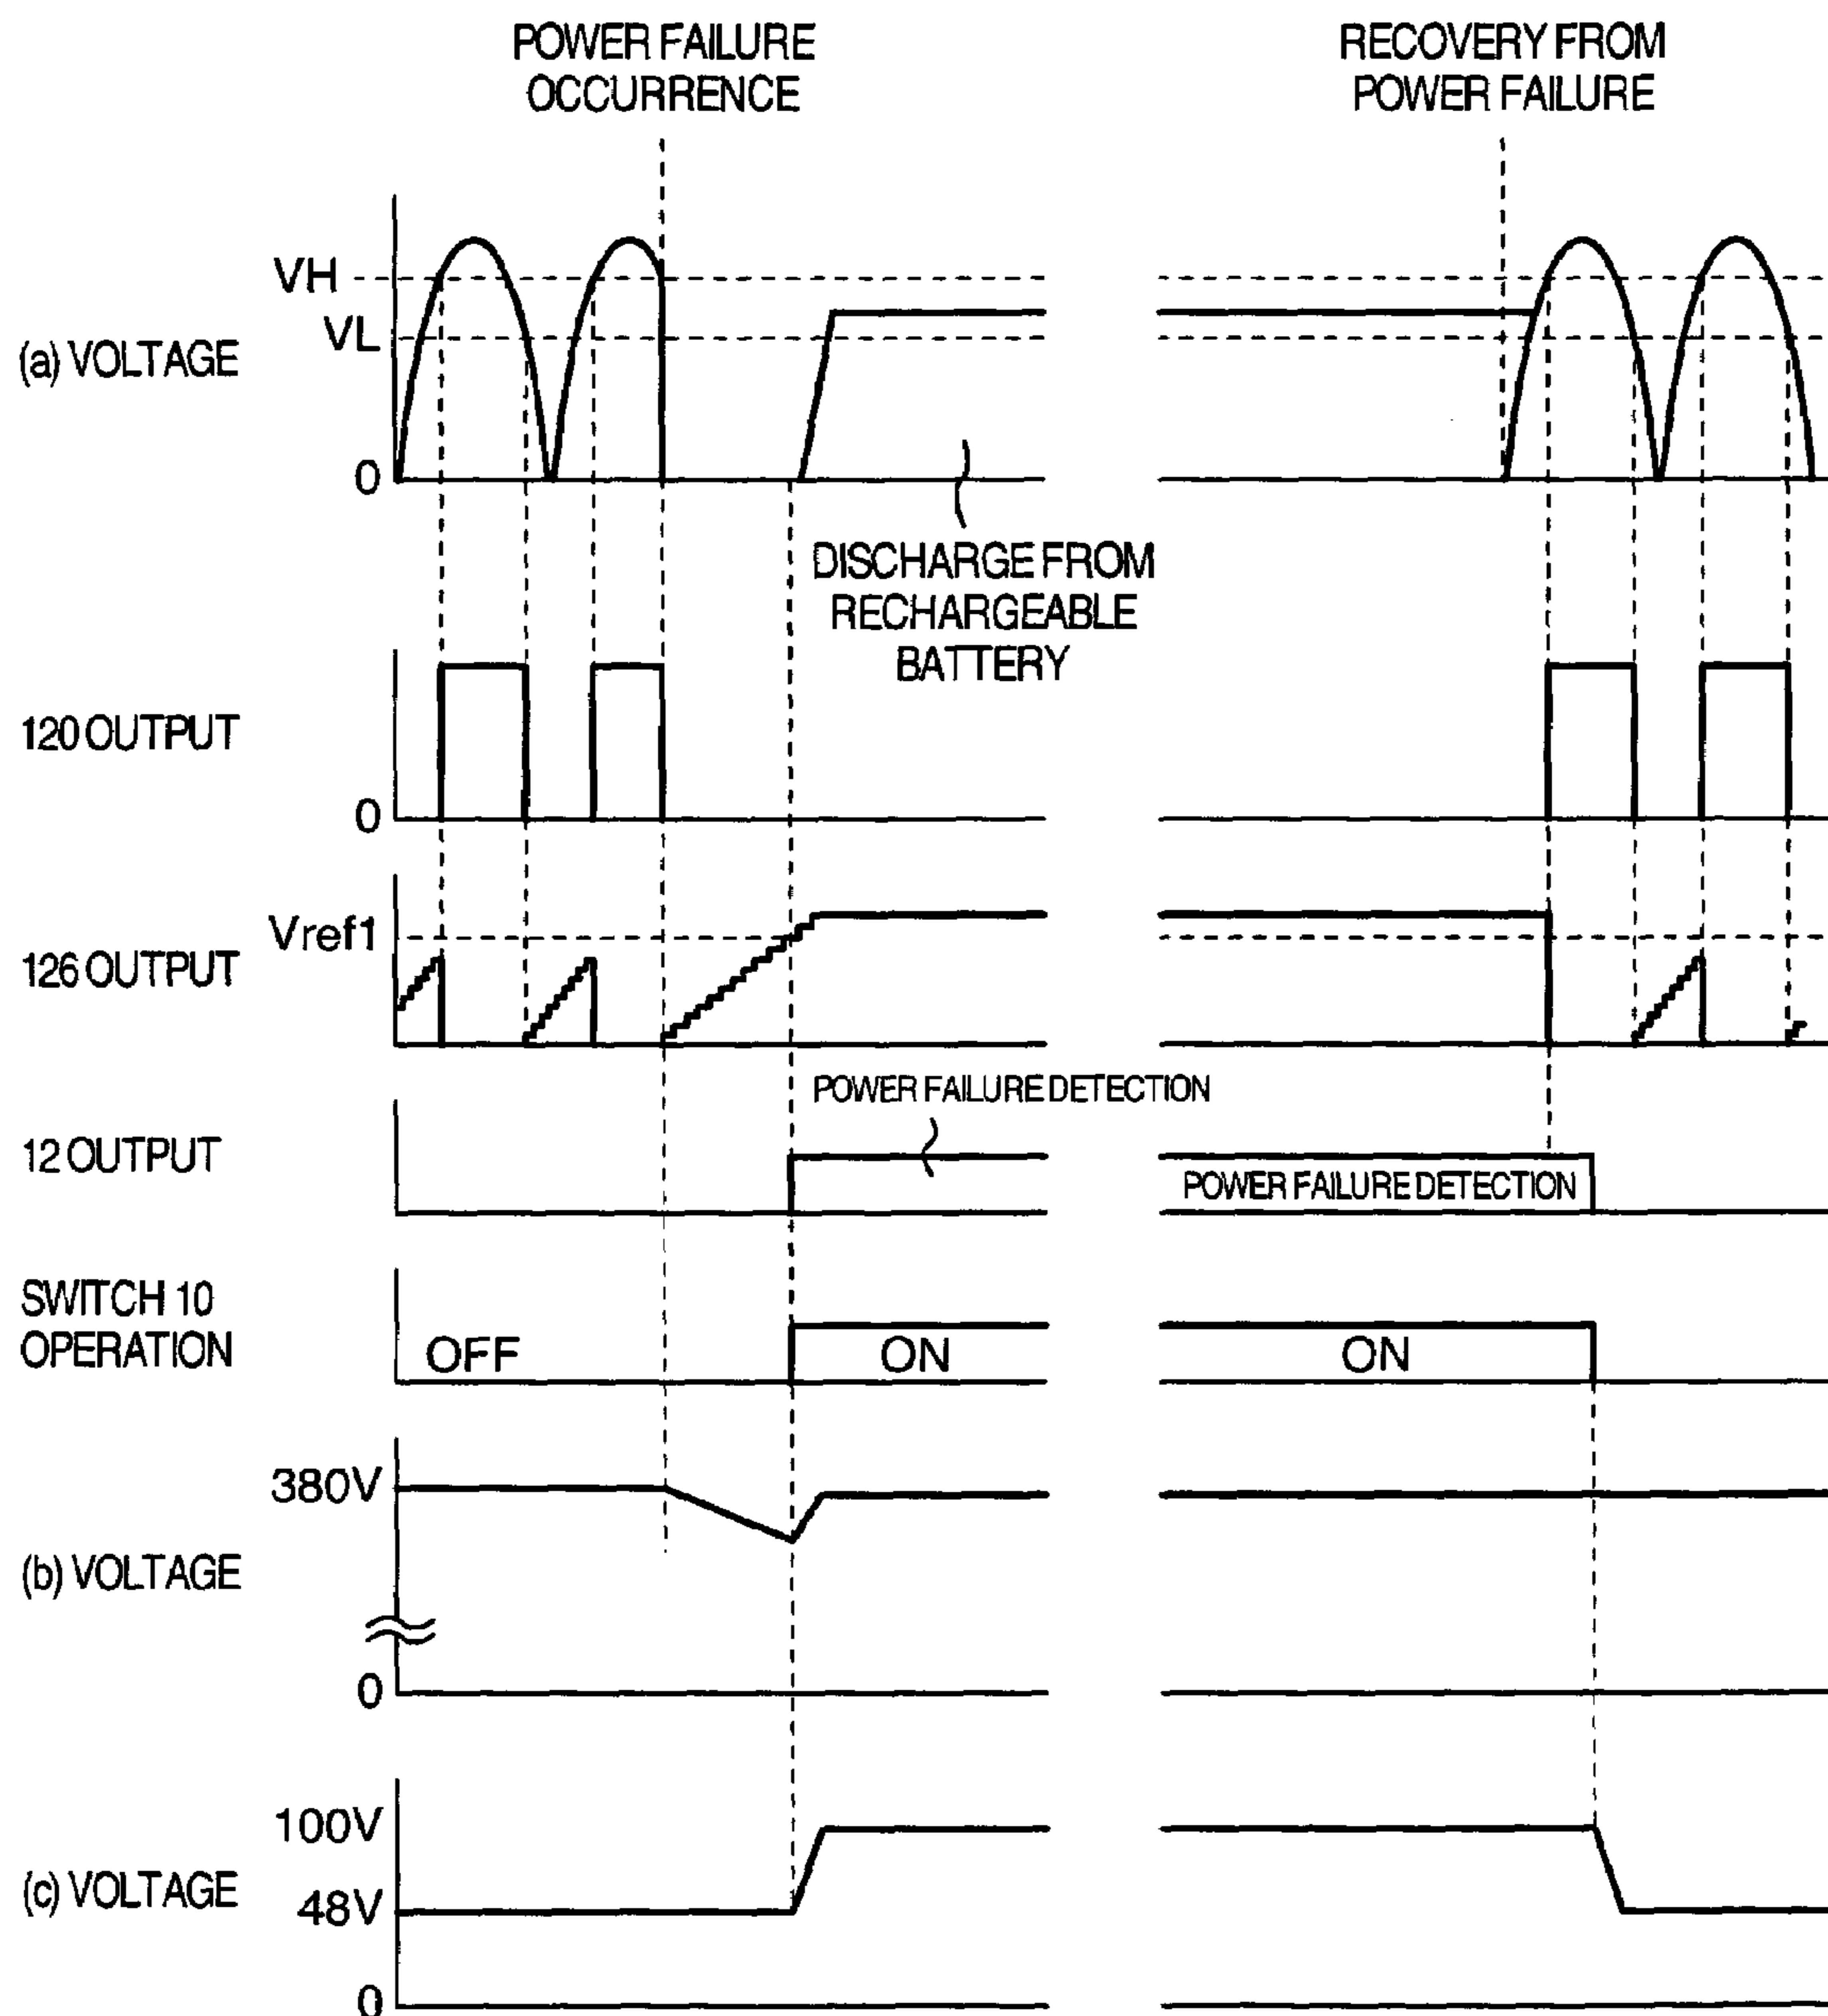 POWER FAILURE
OCCURRENCE
RECOVERY FROM
POWER FAILURE
VH
VL
(a) VOLTAGE
0
DISCHARGE FROM
RECHARGEABLE
BATTERY
120 OUTPUT
0
Vref1
126 OUTPUT
POWER FAILURE DETECTION
12 OUTPUT
POWER FAILURE DETECTION
SWITCH 10
OPERATION
OFF
ON
ON
380V
(b) VOLTAGE
0
100V
(c) VOLTAGE
48V
0